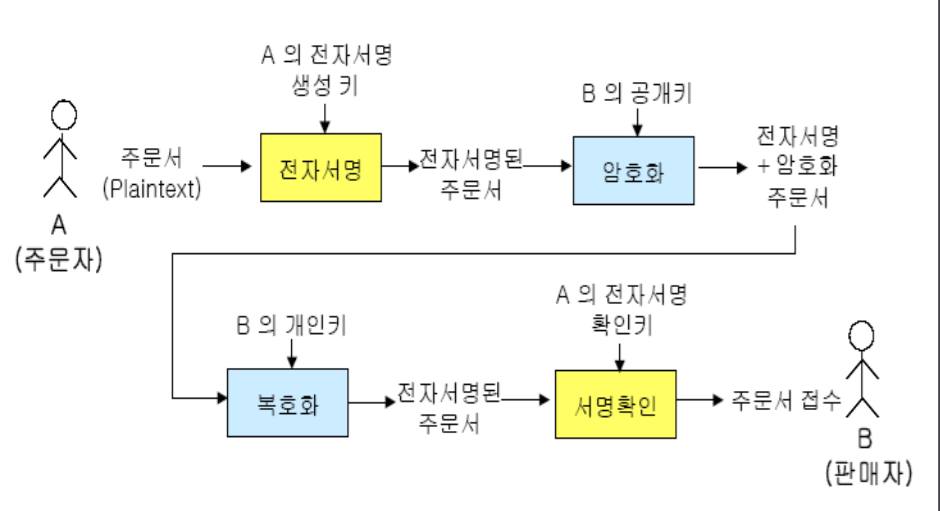 A 의 전자서명
생성 키
B 의 공개키
주문서
(Plaintext)
전자서명
전자서명된
주문서
암호화
전자서명
+ 암호화
주문서
A
(주문자)
B 의 개인키
A 의 전자서명
확인키
복호화
전자서명된
주문서
서명확인
주문서 접수
B
(판매자)